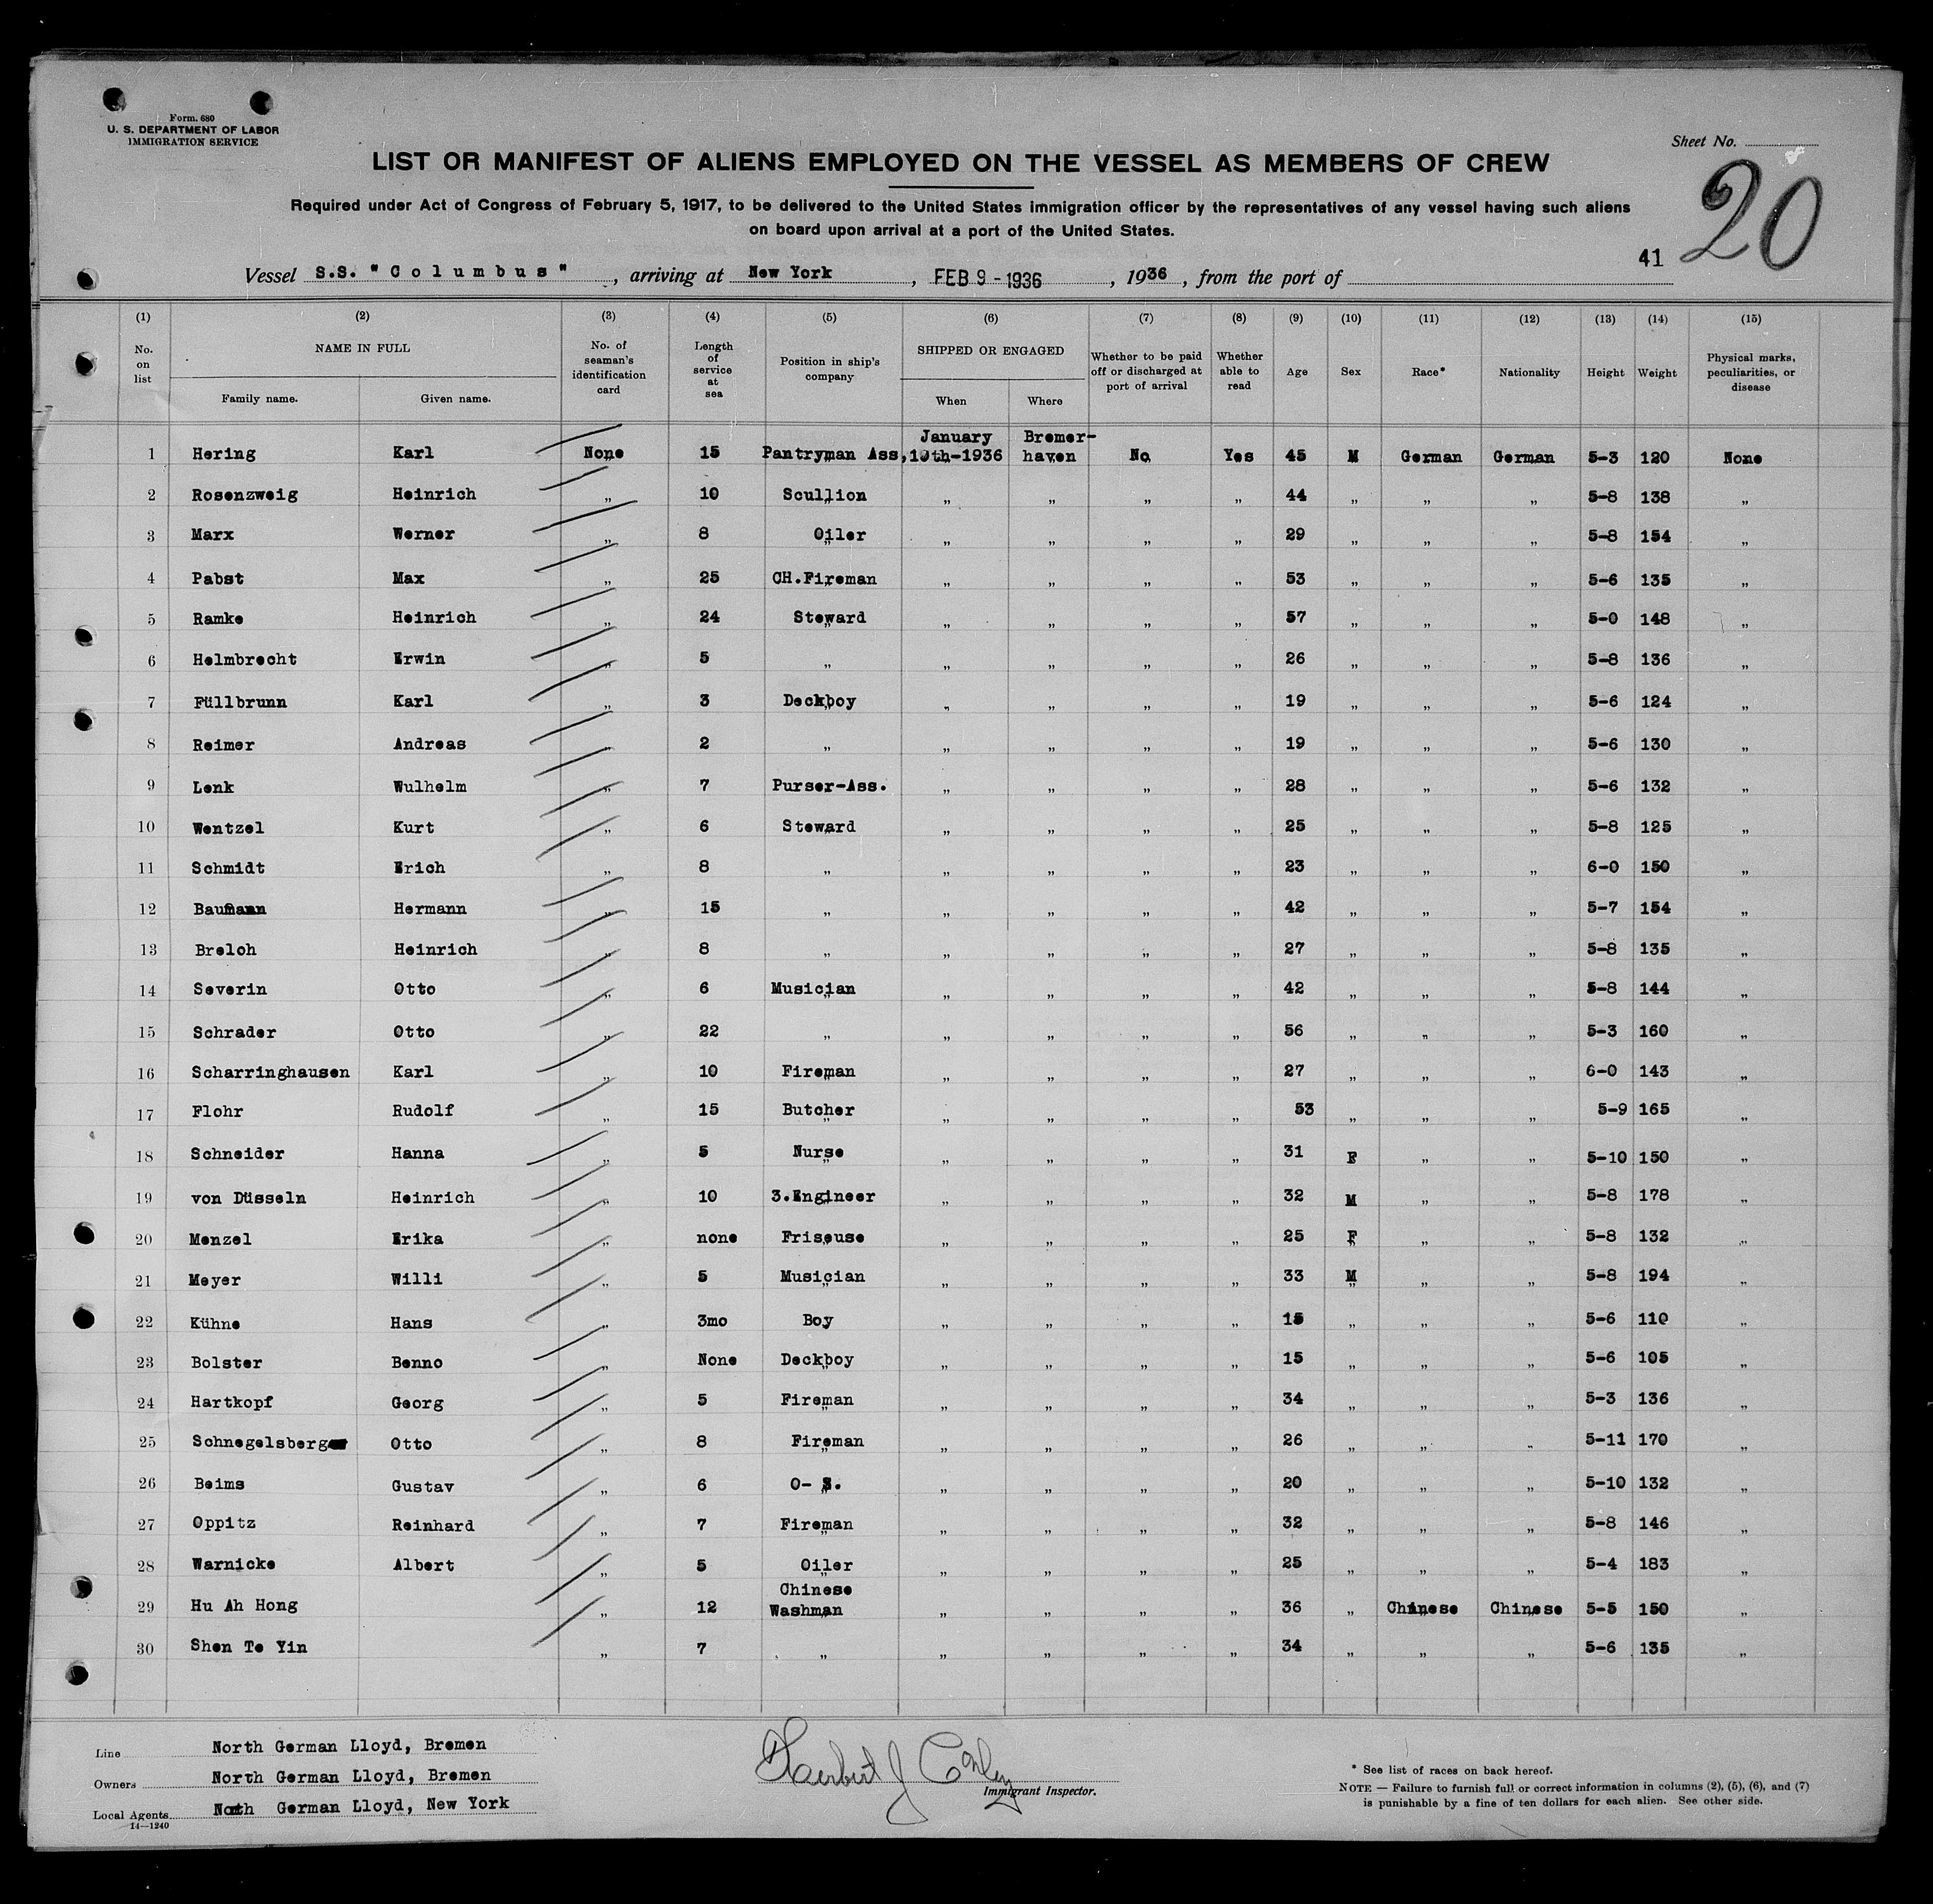 Form. 680
U. S. DEPARTMENT OF LABOR
IMMIGRATION SERVICE
Sheet No.
20
LIST OR MANIFEST OF ALIENS EMPLOYED ON THE VESSEL AS MEMBERS OF CREW
Required under Act of Congress of February 5, 1917, to be delivered to the United States immigration officer by the representatives of any vessel having such aliens
on board upon arrival at a port of the United States.
41
Vessel S.S. "Columbus", arriving at New York, FEB 9 - 1936, 1936, from the port of
(1) (2) (3) (4) (5) (6) (7) (8) (9) (10) (11) (12) (13) (14) (15)
No. on list NAME IN FULL Family name. Given name. No. of seaman's identification card Length of service at sea Position in ship's company SHIPPED OR ENGAGED When Where Whether to be paid off or discharged at port of arrival Whether able to read Age Sex Race* Nationality Height Weight Physical marks, peculiarities, or disease
1 Hering Karl None 15 Pantryman Ass, January 10th-1936 Bremer-haven No Yes 45 M German German 5-3 120 None
2 Rosenzweig Heinrich „ 10 Scullion „ „ „ „ 44 „ „ „ 5-8 138 „
3 Marx Werner „ 8 Oiler „ „ „ „ 29 „ „ „ 5-8 154 „
4 Pabst Max „ 25 CH.Fireman „ „ „ „ 53 „ „ „ 5-6 135 „
5 Ramke Heinrich „ 24 Steward „ „ „ „ 57 „ „ „ 5-0 148 „
6 Helmbrecht Erwin „ 5 „ „ „ „ „ 26 „ „ „ 5-8 136 „
7 Füllbrunn Karl „ 3 Deckboy „ „ „ „ 19 „ „ „ 5-6 124 „
8 Reimer Andreas „ 2 „ „ „ „ „ 19 „ „ „ 5-6 130 „
9 Lenk Wulhelm „ 7 Purser-Ass. „ „ „ „ 28 „ „ „ 5-6 132 „
10 Wentzel Kurt „ 6 Steward „ „ „ „ 25 „ „ „ 5-8 125 „
11 Schmidt Erich „ 8 „ „ „ „ „ 23 „ „ „ 6-0 150 „
12 Baumann Hermann „ 15 „ „ „ „ „ 42 „ „ „ 5-7 154 „
13 Breloh Heinrich „ 8 „ „ „ „ „ 27 „ „ „ 5-8 135 „
14 Severin Otto „ 6 Musician „ „ „ „ 42 „ „ „ 5-8 144 „
15 Schrader Otto „ 22 „ „ „ „ „ 56 „ „ „ 5-3 160 „
16 Scharringhausen Karl „ 10 Fireman „ „ „ „ 27 „ „ „ 6-0 143 „
17 Flohr Rudolf „ 15 Butcher „ „ „ „ 53 „ „ „ 5-9 165 „
18 Schneider Hanna „ 5 Nurse „ „ „ „ 31 F „ „ 5-10 150 „
19 von Düsseln Heinrich „ 10 3.Engineer „ „ „ „ 32 M „ „ 5-8 178 „
20 Menzel Erika „ none Friseuse „ „ „ „ 25 F „ „ 5-8 132 „
21 Meyer Willi „ 5 Musician „ „ „ „ 33 M „ „ 5-8 194 „
22 Kühne Hans „ 3mo Boy „ „ „ „ 15 „ „ „ 5-6 110 „
23 Bolster Benno „ None Deckboy „ „ „ „ 15 „ „ „ 5-6 105 „
24 Hartkopf Georg „ 5 Fireman „ „ „ „ 34 „ „ „ 5-3 136 „
25 Schnegelsberg Otto „ 8 Fireman „ „ „ „ 26 „ „ „ 5-11 170 „
26 Beims Gustav „ 6 O- S. „ „ „ „ 20 „ „ „ 5-10 132 „
27 Oppitz Reinhard „ 7 Fireman „ „ „ „ 32 „ „ „ 5-8 146 „
28 Warnicke Albert „ 5 Oiler „ „ „ „ 25 „ „ „ 5-4 183 „
29 Hu Ah Hong „ 12 Chinese Washman „ „ „ „ 36 „ Chinese Chinese 5-5 150 „
30 Shen Te Yin „ 7 „ „ „ „ „ 34 „ „ „ 5-6 135 „
Line North German Lloyd, Bremen
Owners North German Lloyd, Bremen
Local Agents North German Lloyd, New York
14—1240
Herbert J
Immigrant Inspector.
* See list of races on back hereof.
NOTE — Failure to furnish full or correct information in columns (2), (5), (6), and (7)
is punishable by a fine of ten dollars for each alien. See other side.